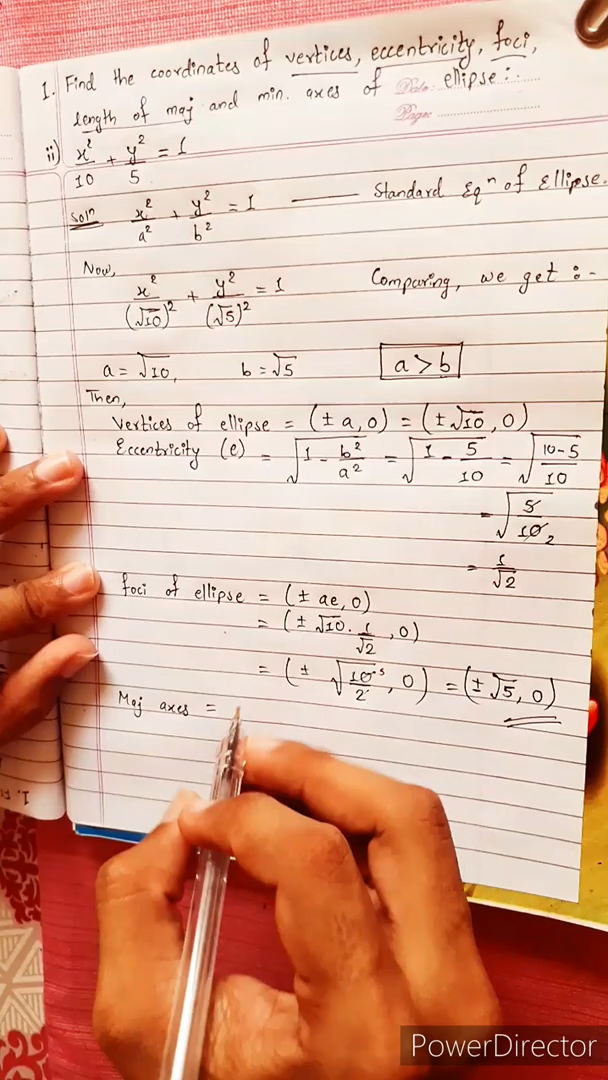 1. Find the coordinates of vertices, eccentricity, foci,
length of maj and min. axes of ellipse:-
Date:
Page:
ii) x²/10 + y²/5 = 1
Solⁿ x²/a² + y²/b² = 1 —— Standard Eqⁿ of Ellipse.
Now,
x²/(√10)² + y²/(√5)² = 1 Comparing, we get :-
a = √10, b = √5 a > b
Then,
Vertices of ellipse = (± a, 0) = (± √10, 0)
Eccentricity (e) = √(1 - b²/a²) = √(1 - 5/10) = √((10-5)/10)
= √(5/10) 2
= 1/√2
foci of ellipse = (± ae, 0)
= (± √10 · 1/√2, 0)
= (± √(10/2) 5, 0) = (± √5, 0)
Maj axes =
PowerDirector